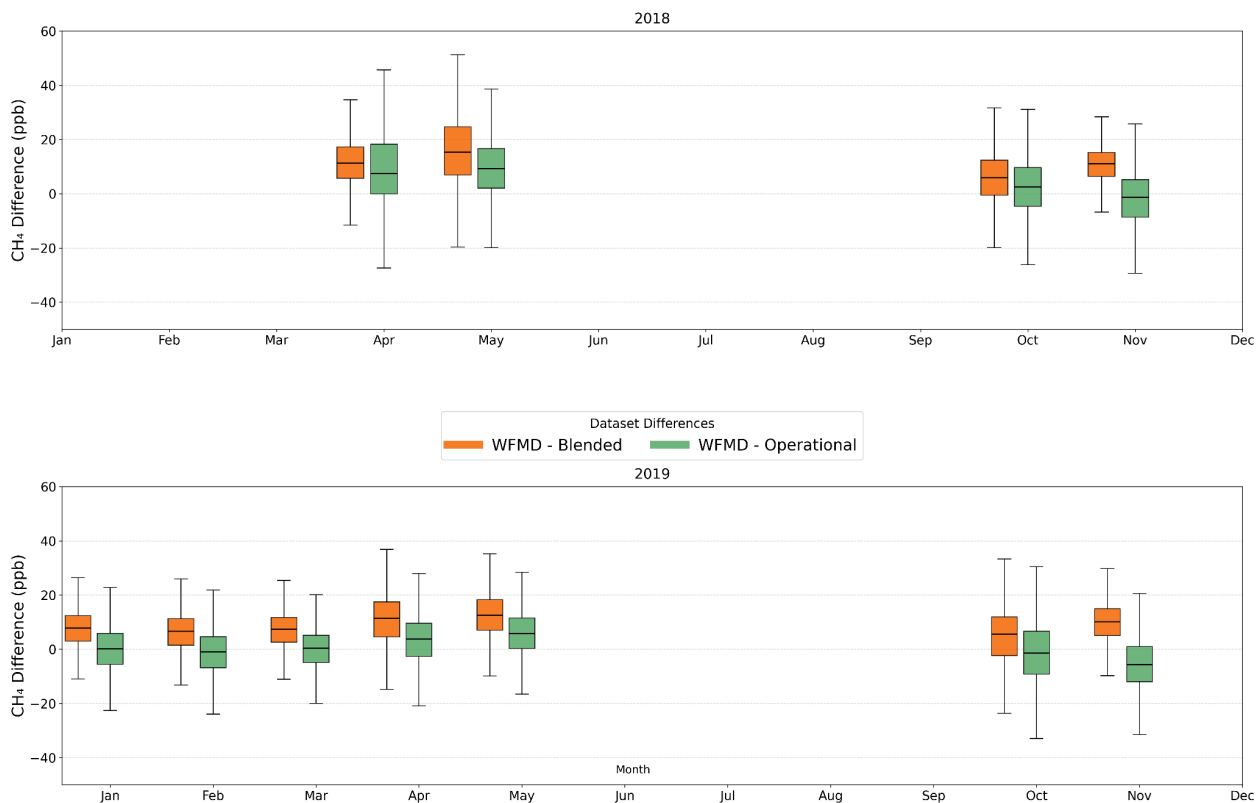 2018
60
40
20
0
−20
−40
CH₄ Difference (ppb)
Jan Feb Mar Apr May Jun Jul Aug Sep Oct Nov Dec
Dataset Differences
WFMD - Blended WFMD - Operational
2019
60
40
20
0
−20
−40
CH₄ Difference (ppb)
Month
Jan Feb Mar Apr May Jun Jul Aug Sep Oct Nov Dec